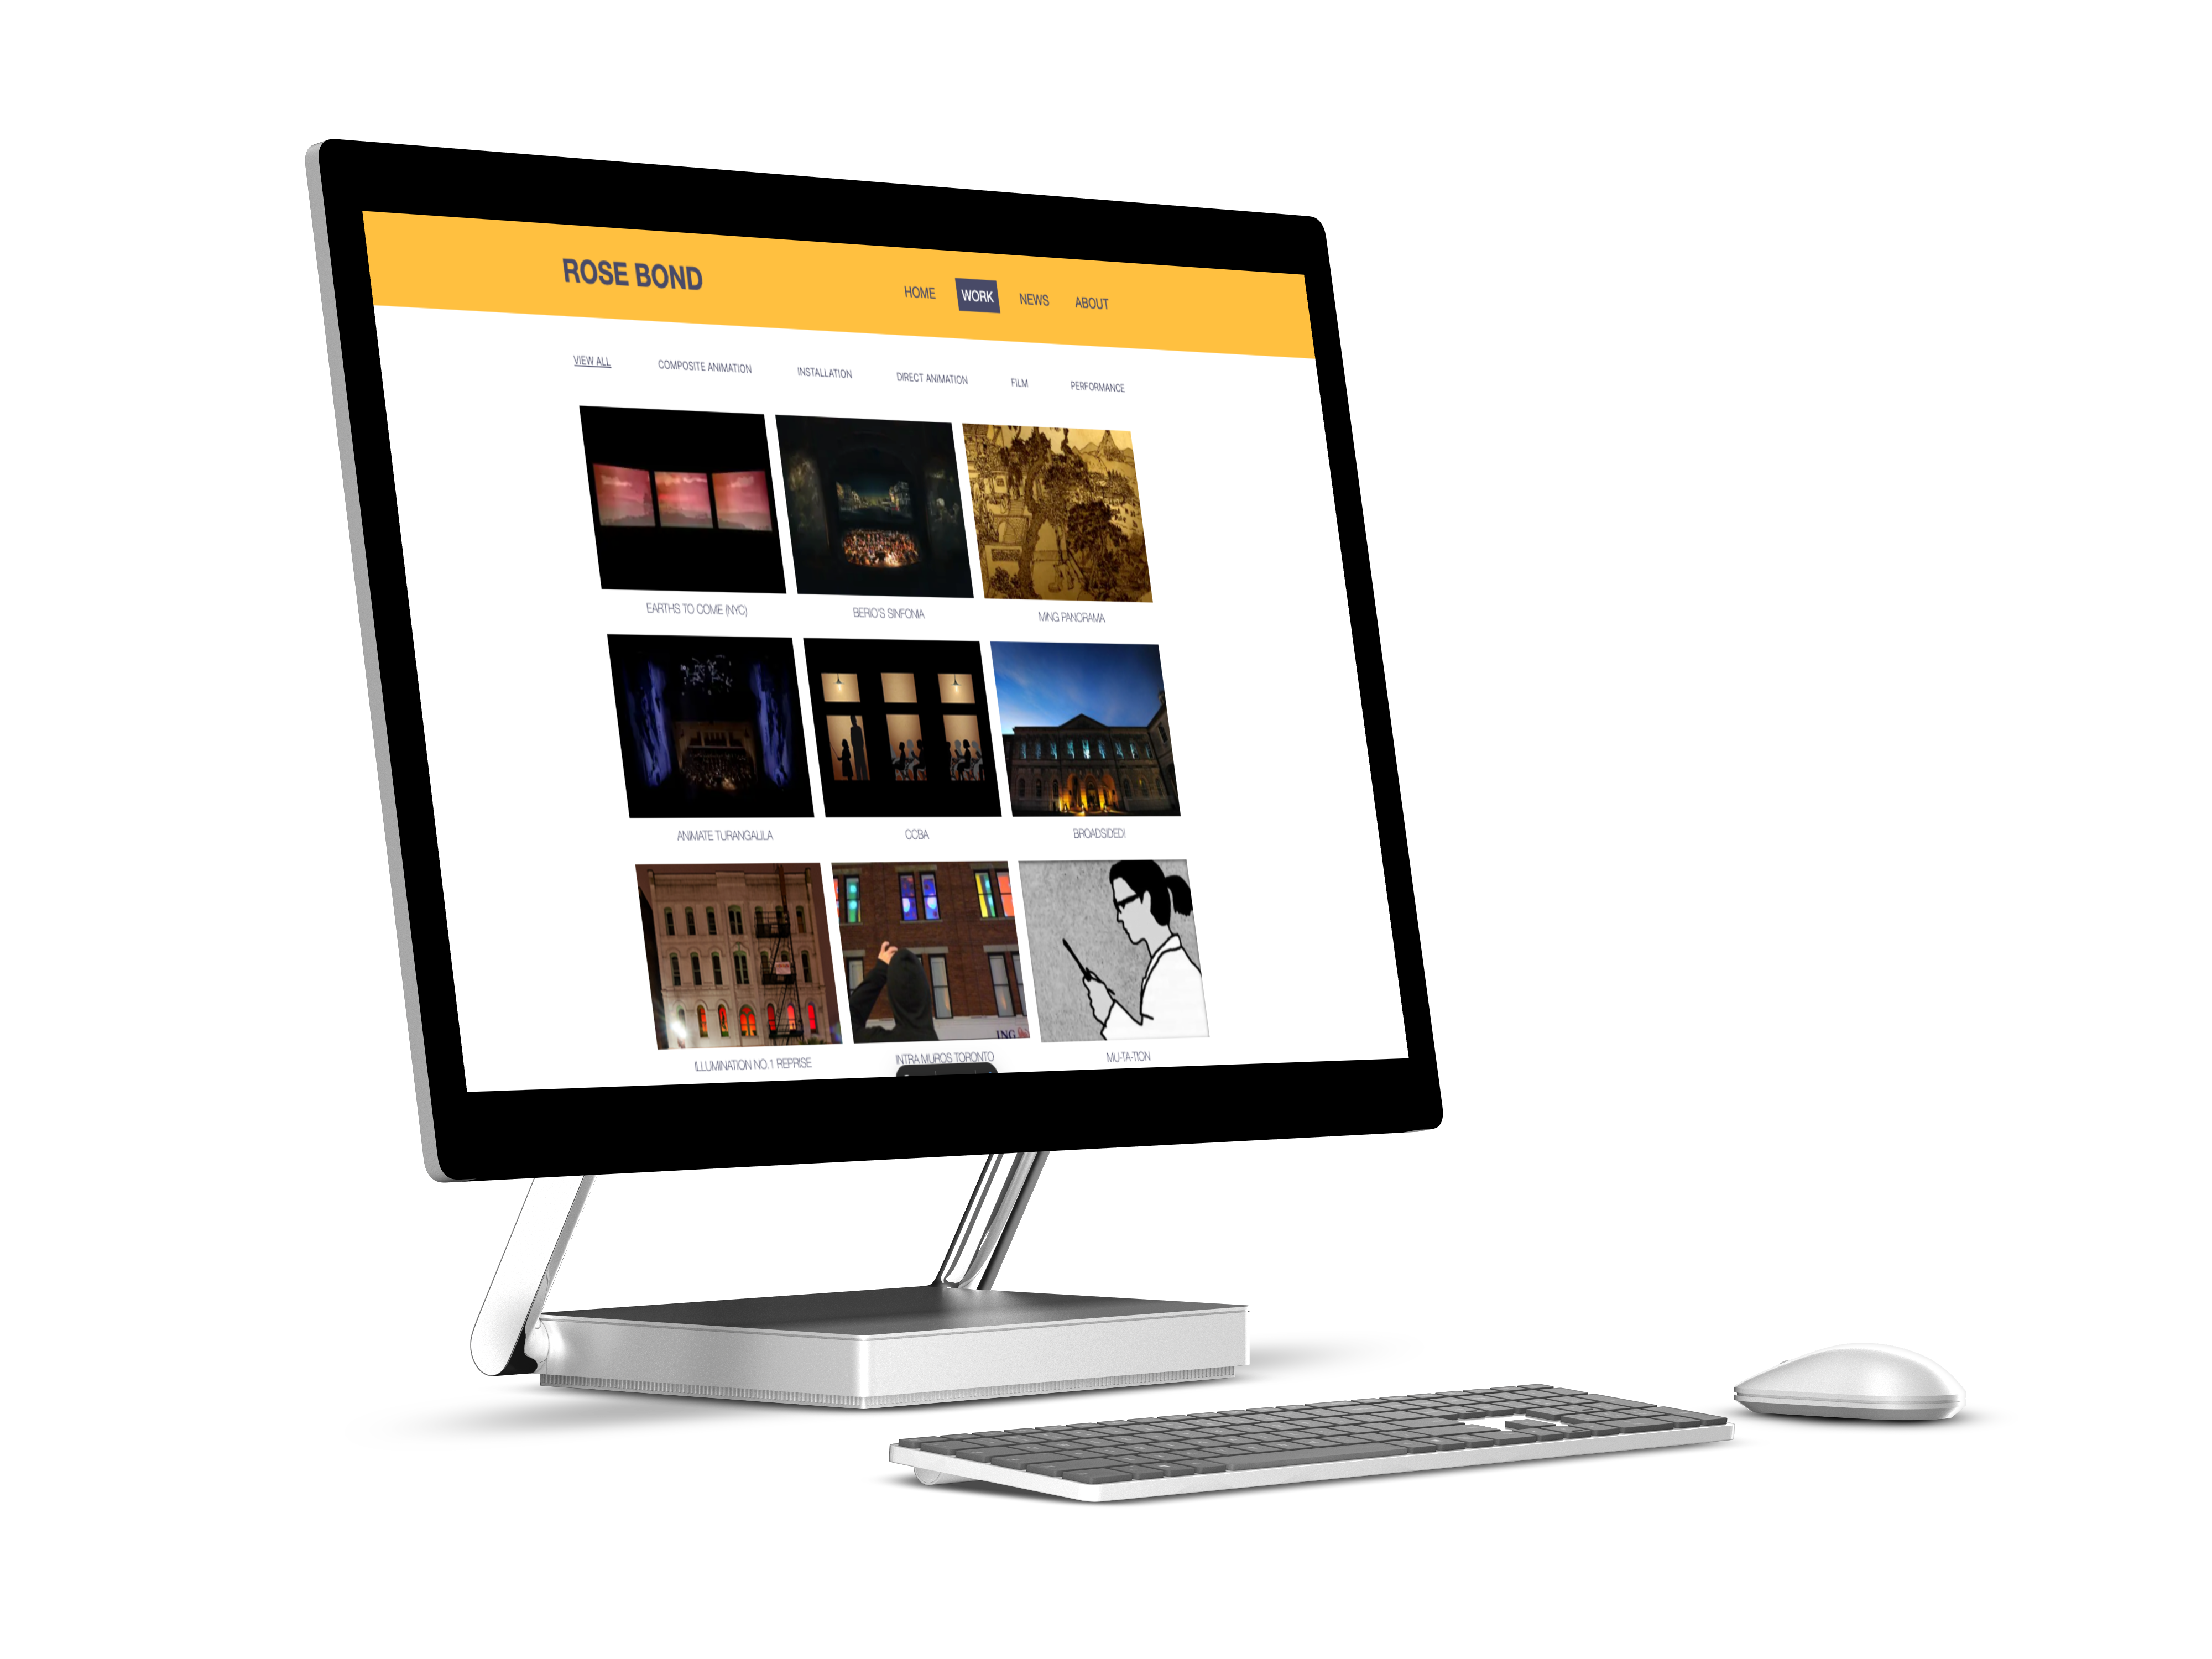 ROSE BOND
HOME WORK NEWS ABOUT
VIEW ALL COMPOSITE ANIMATION INSTALLATION DIRECT ANIMATION FILM PERFORMANCE
EARTHS TO COME (NYC) BERIO'S SINFONIA MING PANORAMA
ANIMATE TURANGALILA CCBA BROADSIDED!
ING
ILLUMINATION NO.1 REPRISE INTRA MUROS TORONTO MU-TA-TION